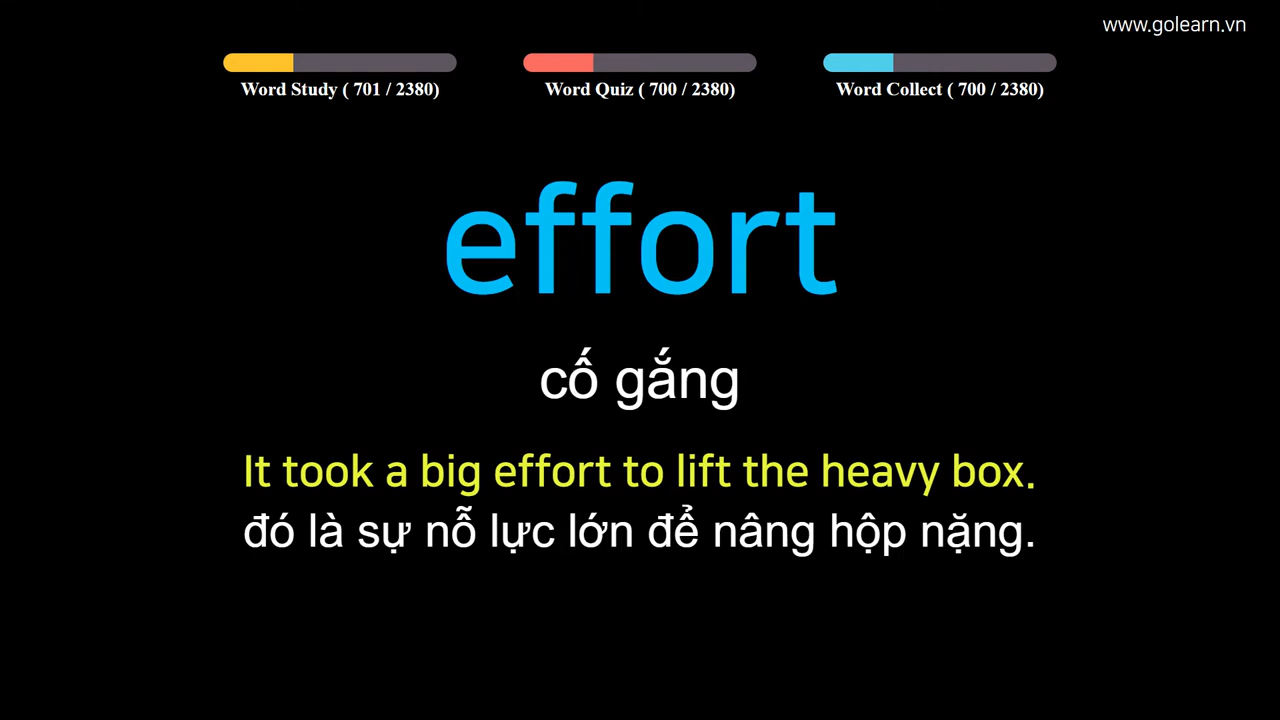 www.golearn.vn
Word Study ( 701 / 2380)
Word Quiz ( 700 / 2380)
Word Collect ( 700 / 2380)
effort
cố gắng
It took a big effort to lift the heavy box.
đó là sự nỗ lực lớn để nâng hộp nặng.